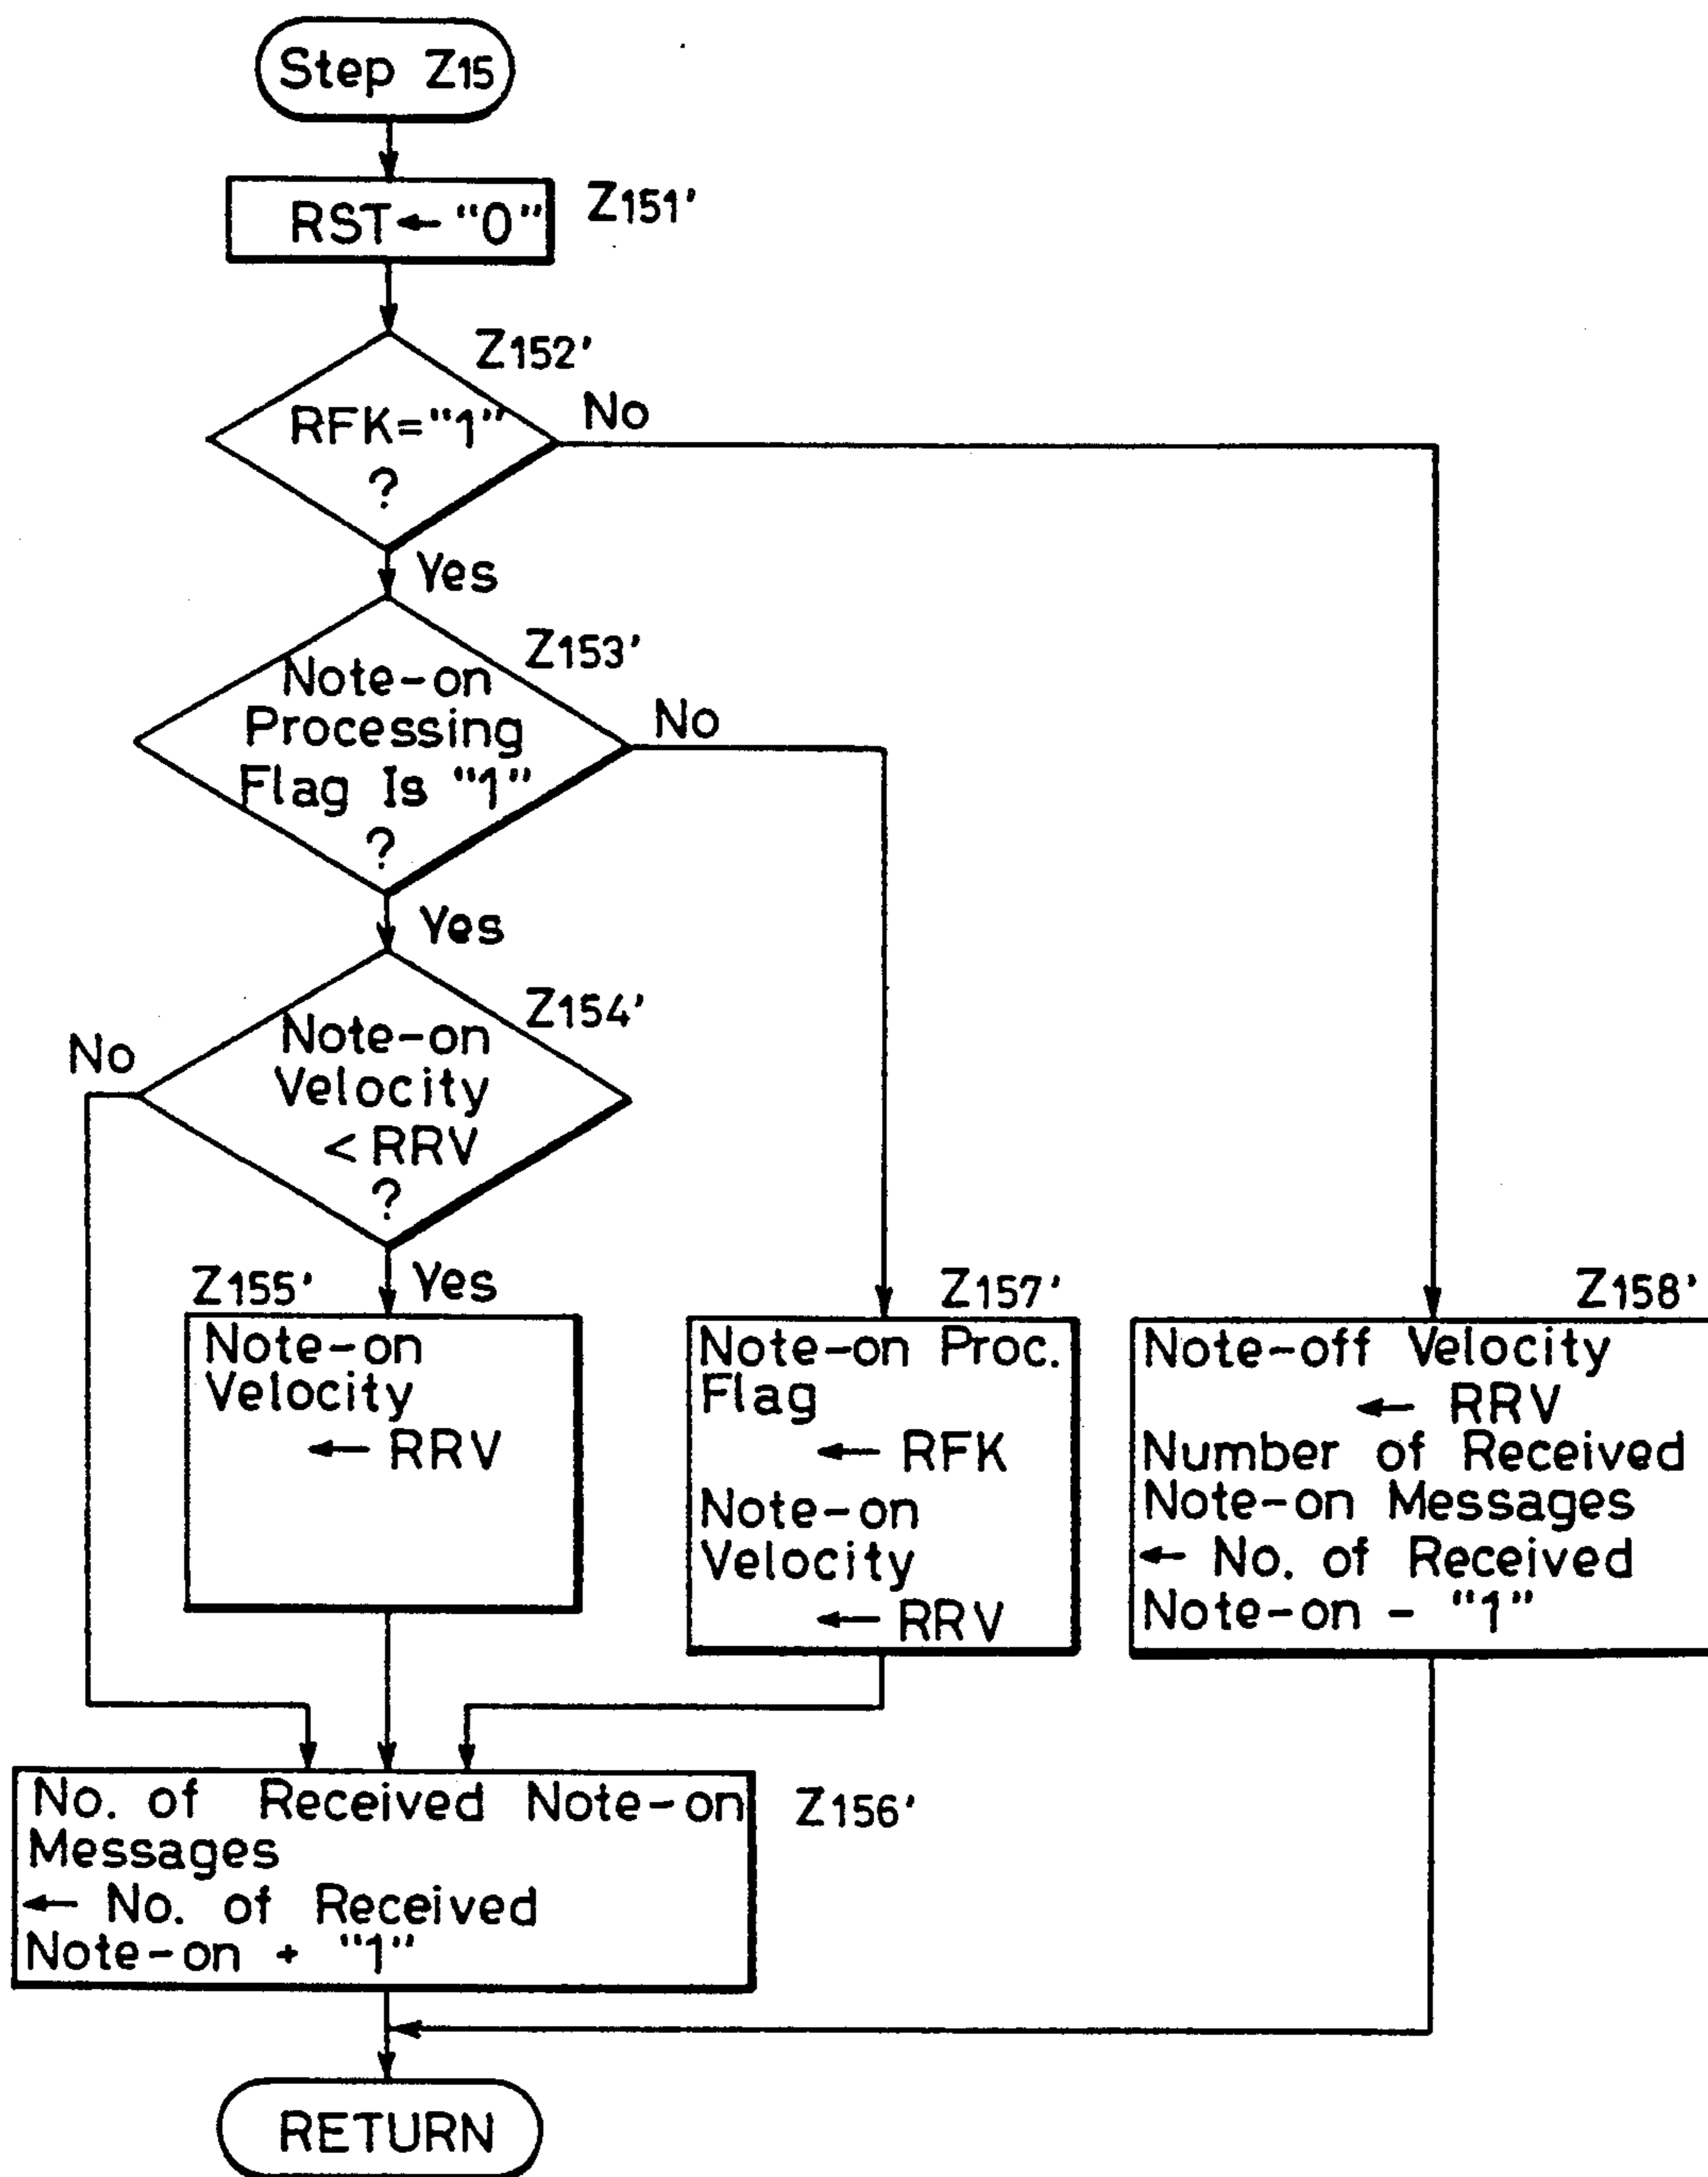 Step Z15
RST ← "0"
Z151'
Z152'
RFK="1"
?
No
Yes
Z153'
Note-on
Processing
Flag Is "1"
?
No
Yes
Z154'
Note-on
Velocity
< RRV
?
No
Yes
Z155'
Note-on
Velocity
← RRV
Z157'
Note-on Proc.
Flag
← RFK
Note-on
Velocity
← RRV
Z158'
Note-off Velocity
← RRV
Number of Received
Note-on Messages
← No. of Received
Note-on - "1"
No. of Received Note-on
Messages
← No. of Received
Note-on + "1"
Z156'
RETURN